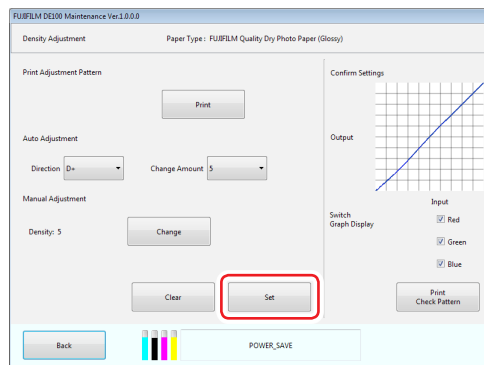 FUJIFILM DE100 Maintenance Ver.1.0.0.0
Density Adjustment
Paper Type : FUJIFILM Quality Dry Photo Paper (Glossy)
Print Adjustment Pattern
Print
Auto Adjustment
Direction D+
Change Amount 5
Manual Adjustment
Density: 5
Change
Clear
Set
Confirm Settings
Output
Input
Switch
Graph Display
Red
Green
Blue
Print
Check Pattern
Back
POWER_SAVE